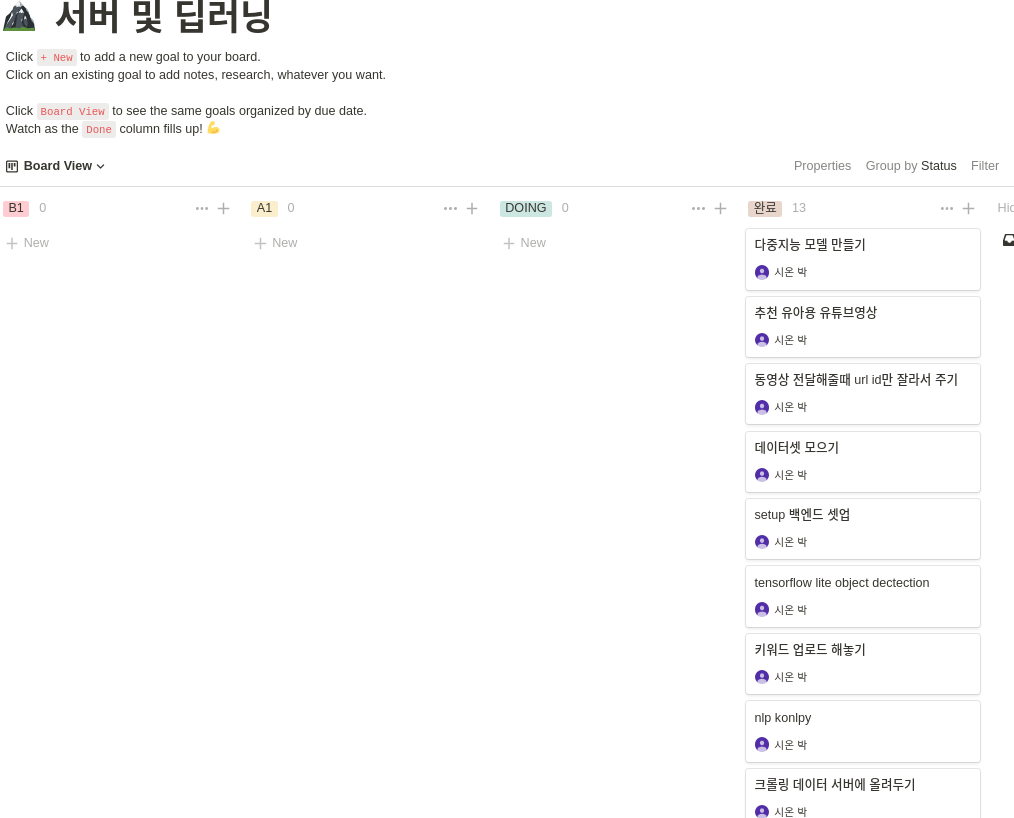 서버 및 딥러닝
Click + New to add a new goal to your board.
Click on an existing goal to add notes, research, whatever you want.
Click Board View to see the same goals organized by due date.
Watch as the Done column fills up! 💪
Board View
Properties Group by Status Filter
B1 0
A1 0
DOING 0
완료 13
Hid
+ New
+ New
+ New
다중지능 모델 만들기
시온 박
추천 유아용 유튜브영상
시온 박
동영상 전달해줄때 url id만 잘라서 주기
시온 박
데이터셋 모으기
시온 박
setup 백엔드 셋업
시온 박
tensorflow lite object dectection
시온 박
키워드 업로드 해놓기
시온 박
nlp konlpy
시온 박
크롤링 데이터 서버에 올려두기
시온 박